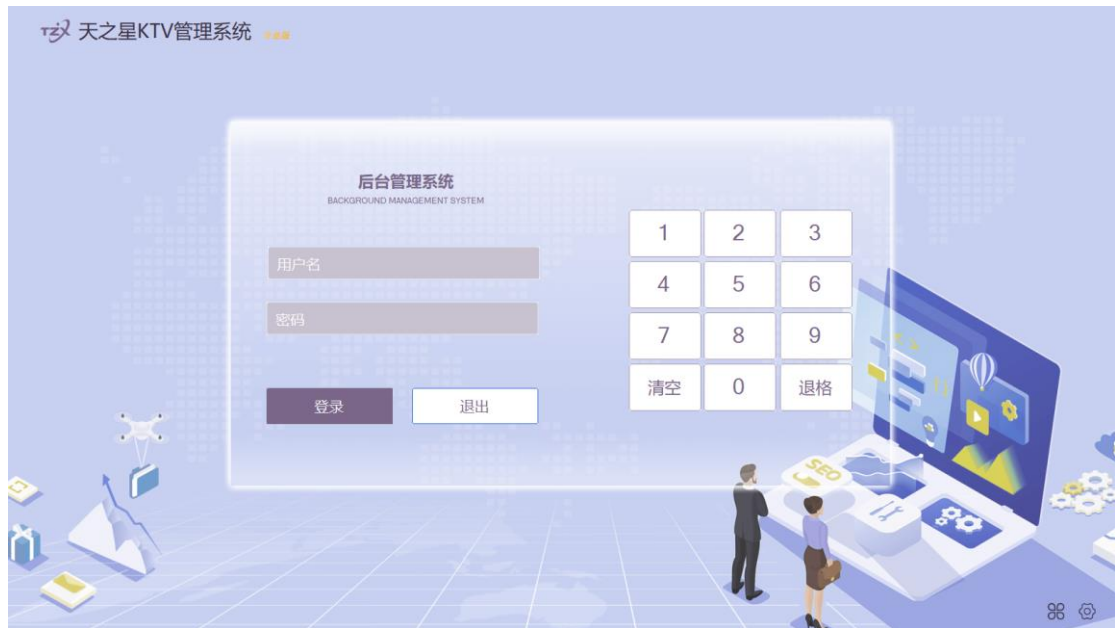 TZX 天之星KTV管理系统
后台管理系统
BACKGROUND MANAGEMENT SYSTEM
用户名
密码
登录 退出
1 2 3
4 5 6
7 8 9
清空 0 退格
SEO